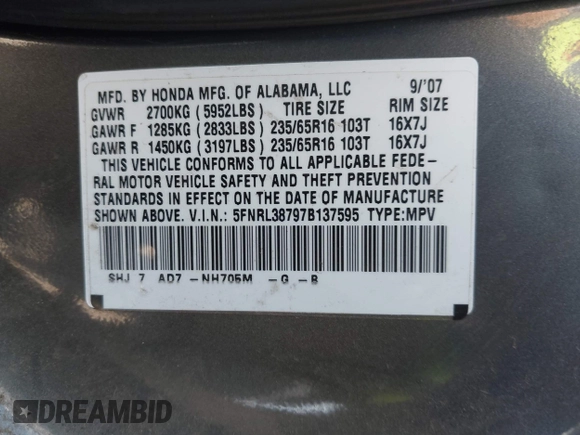 MFD. BY HONDA MFG. OF ALABAMA, LLC 9/'07
GVWR 2700KG (5952LBS) TIRE SIZE RIM SIZE
GAWR F 1285KG (2833LBS) 235/65R16 103T 16X7J
GAWR R 1450KG (3197LBS) 235/65R16 103T 16X7J
THIS VEHICLE CONFORMS TO ALL APPLICABLE FEDE-
RAL MOTOR VEHICLE SAFETY AND THEFT PREVENTION
STANDARDS IN EFFECT ON THE DATE OF MANUFACTURE
SHOWN ABOVE. V.I.N.: 5FNRL38797B137595 TYPE:MPV
SHJ 7 AD7-NH705M -G -B
DREAMBID